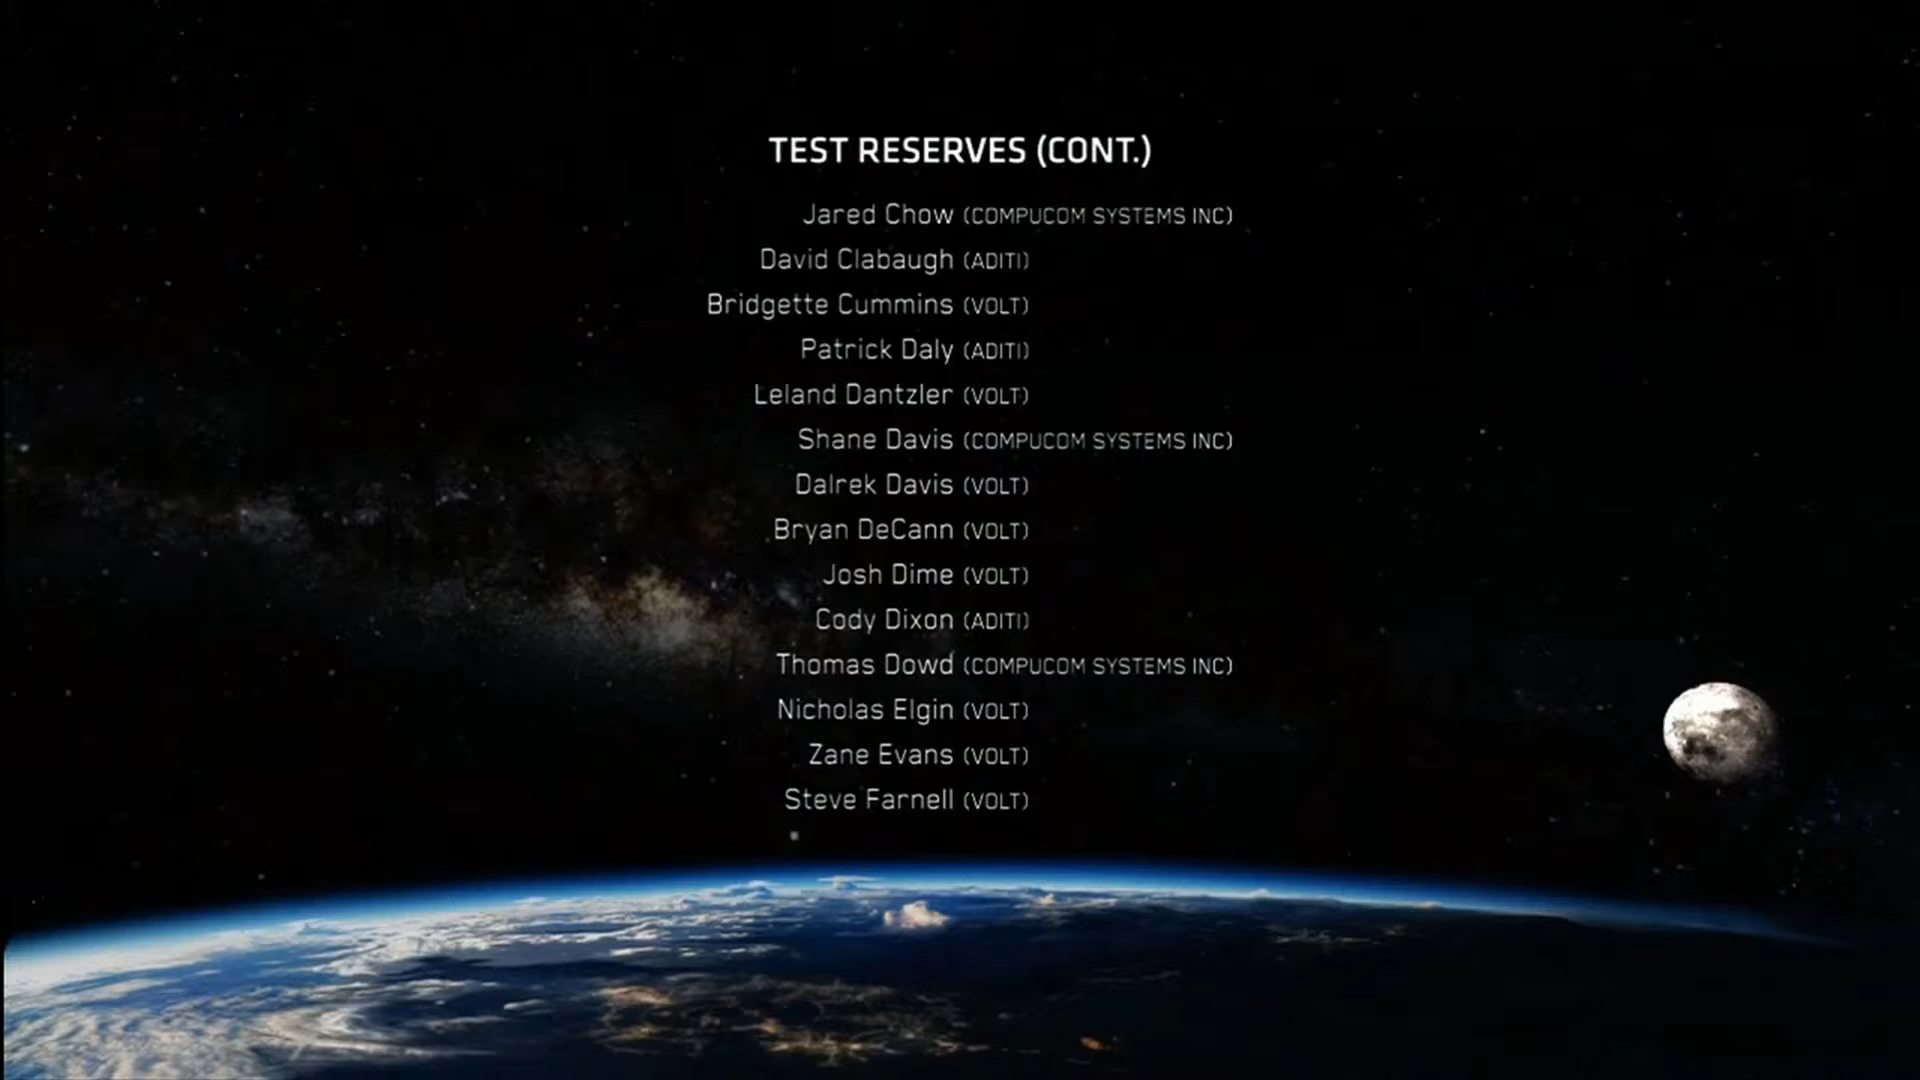 TEST RESERVES (CONT.)
Jared Chow (COMPUCOM SYSTEMS INC)
David Clabaugh (ADITI)
Bridgette Cummins (VOLT)
Patrick Daly (ADITI)
Leland Dantzler (VOLT)
Shane Davis (COMPUCOM SYSTEMS INC)
Dalrek Davis (VOLT)
Bryan DeCann (VOLT)
Josh Dime (VOLT)
Cody Dixon (ADITI)
Thomas Dowd (COMPUCOM SYSTEMS INC)
Nicholas Elgin (VOLT)
Zane Evans (VOLT)
Steve Farnell (VOLT)